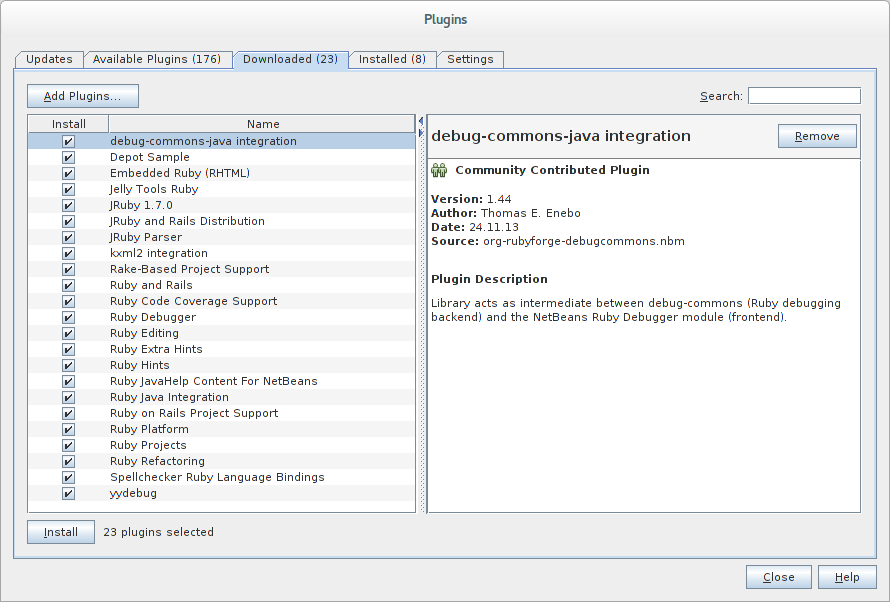 Plugins
Updates
Available Plugins (176)
Downloaded (23)
Installed (8)
Settings
Add Plugins...
Search:
Install Name
debug-commons-java integration
Depot Sample
Embedded Ruby (RHTML)
Jelly Tools Ruby
JRuby 1.7.0
JRuby and Rails Distribution
JRuby Parser
kxml2 integration
Rake-Based Project Support
Ruby and Rails
Ruby Code Coverage Support
Ruby Debugger
Ruby Editing
Ruby Extra Hints
Ruby Hints
Ruby JavaHelp Content For NetBeans
Ruby Java Integration
Ruby on Rails Project Support
Ruby Platform
Ruby Projects
Ruby Refactoring
Spellchecker Ruby Language Bindings
yydebug
debug-commons-java integration
Remove
Community Contributed Plugin
Version: 1.44
Author: Thomas E. Enebo
Date: 24.11.13
Source: org-rubyforge-debugcommons.nbm
Plugin Description
Library acts as intermediate between debug-commons (Ruby debugging
backend) and the NetBeans Ruby Debugger module (frontend).
Install
23 plugins selected
Close
Help